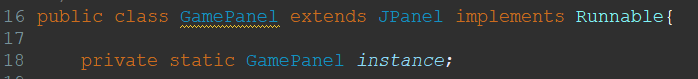 16 public class GamePanel extends JPanel implements Runnable{
17
18 private static GamePanel instance;